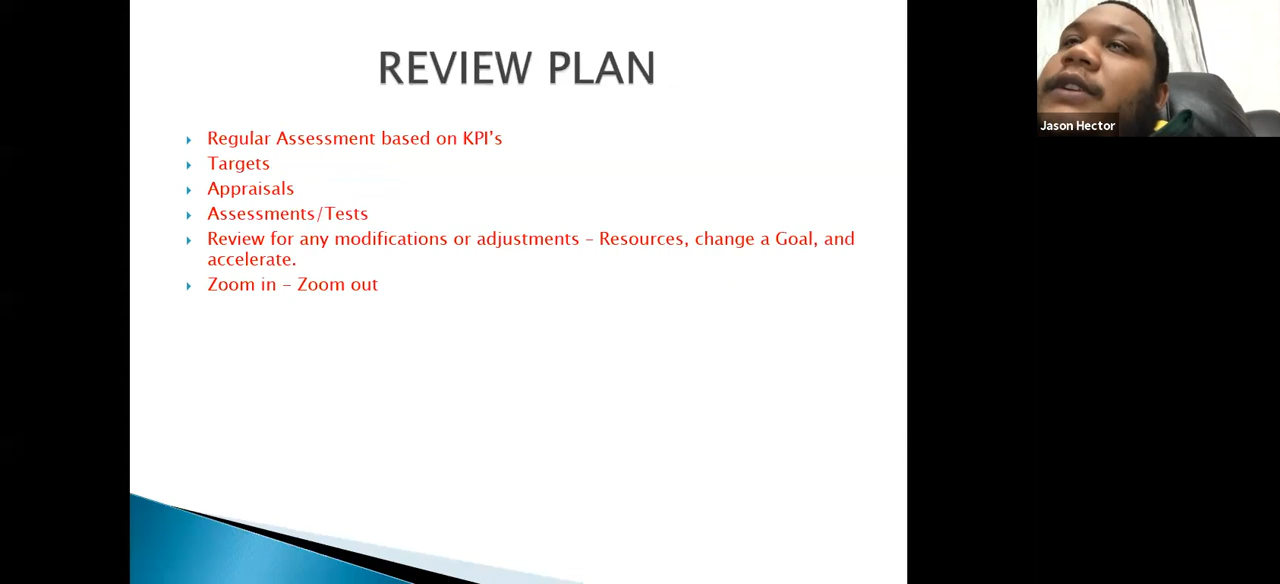 REVIEW PLAN
Regular Assessment based on KPI's
Targets
Appraisals
Assessments/Tests
Review for any modifications or adjustments – Resources, change a Goal, and
accelerate.
Zoom in – Zoom out
Jason Hector